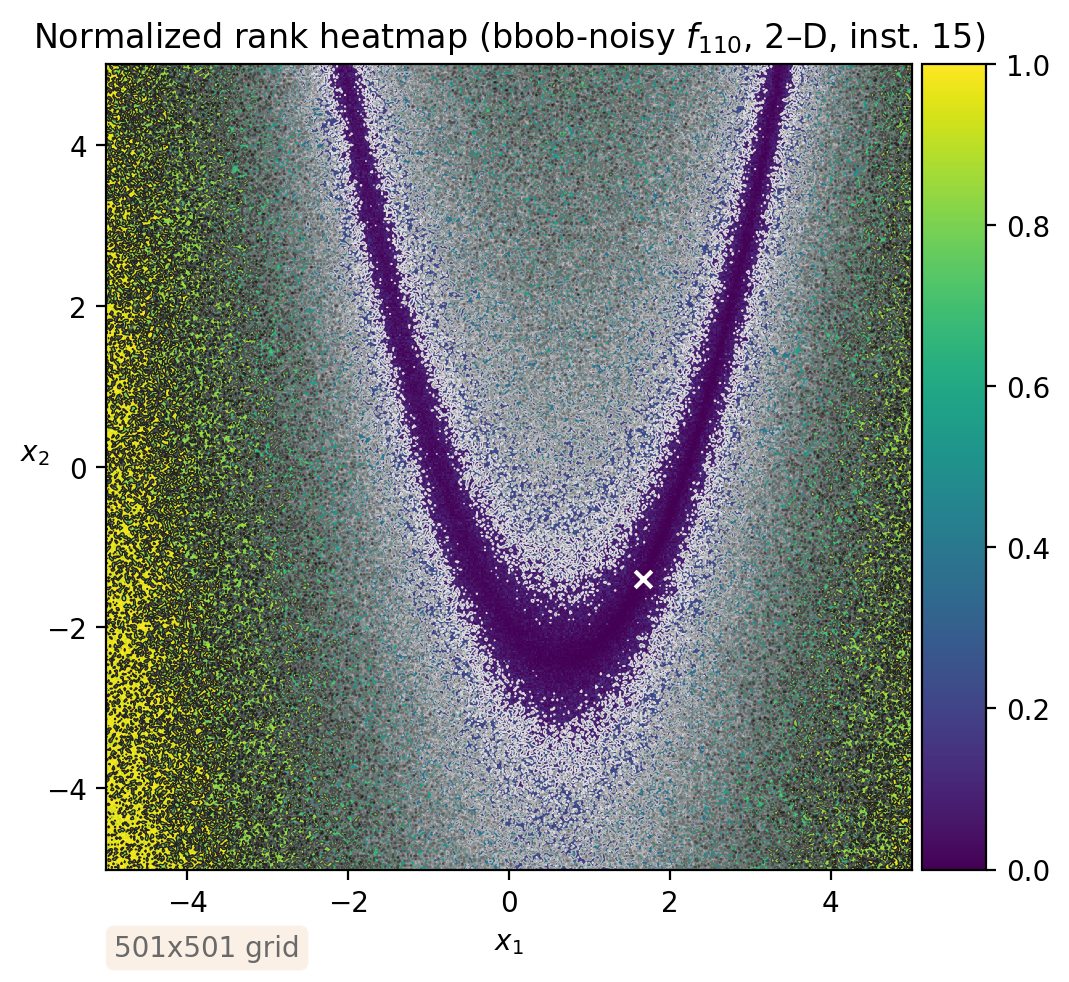 Normalized rank heatmap (bbob-noisy f₁₁₀, 2–D, inst. 15)
1.0
0.8
0.6
0.4
0.2
0.0
4
2
0
−2
−4
x₂
−4 −2 0 2 4
x₁
501x501 grid